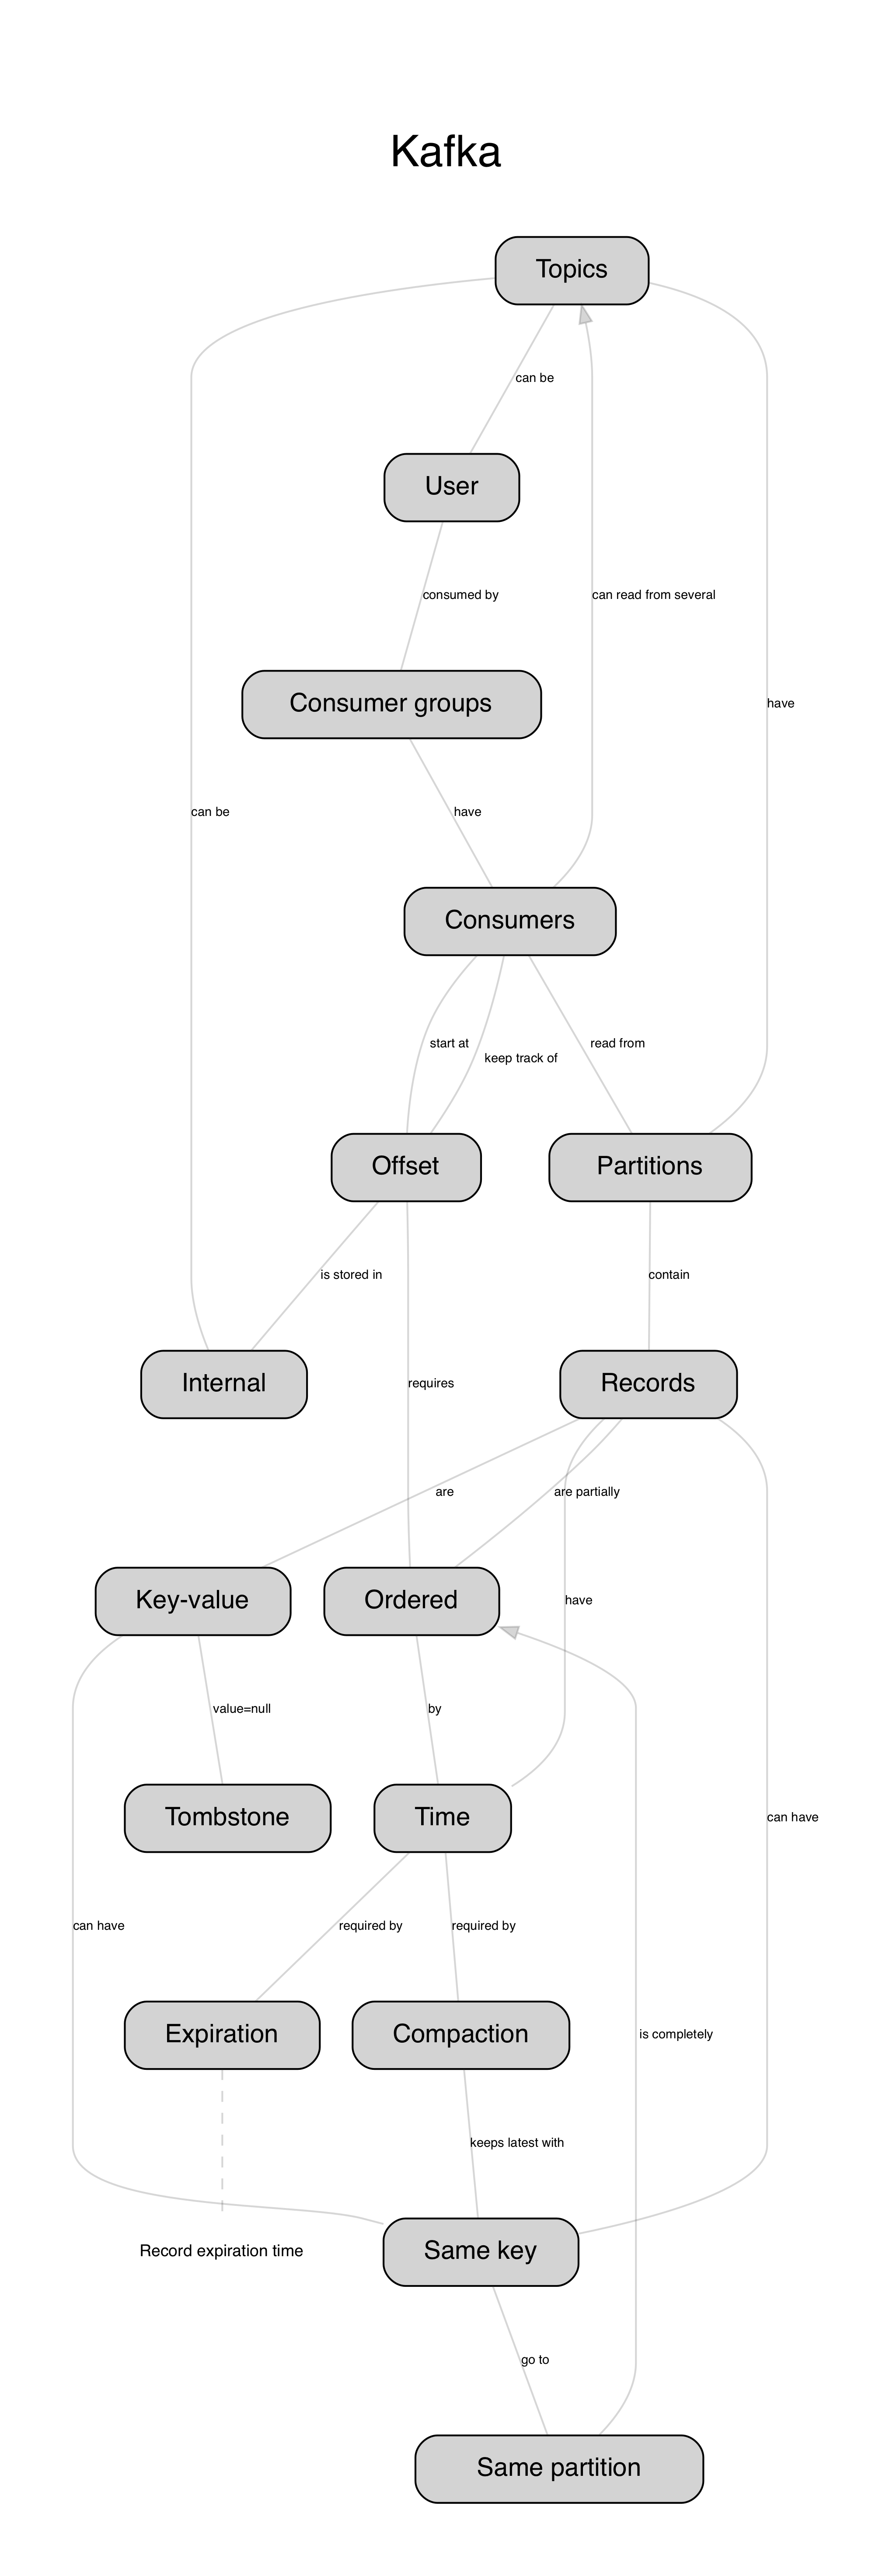 Kafka
Topics
can be
User
consumed by
can read from several
Consumer groups
have
can be
have
Consumers
start at
keep track of
read from
Offset
Partitions
is stored in
contain
Internal
requires
Records
are
are partially
Key-value
Ordered
have
value=null
by
Tombstone
Time
can have
can have
required by
required by
Expiration
Compaction
is completely
keeps latest with
Record expiration time
Same key
go to
Same partition